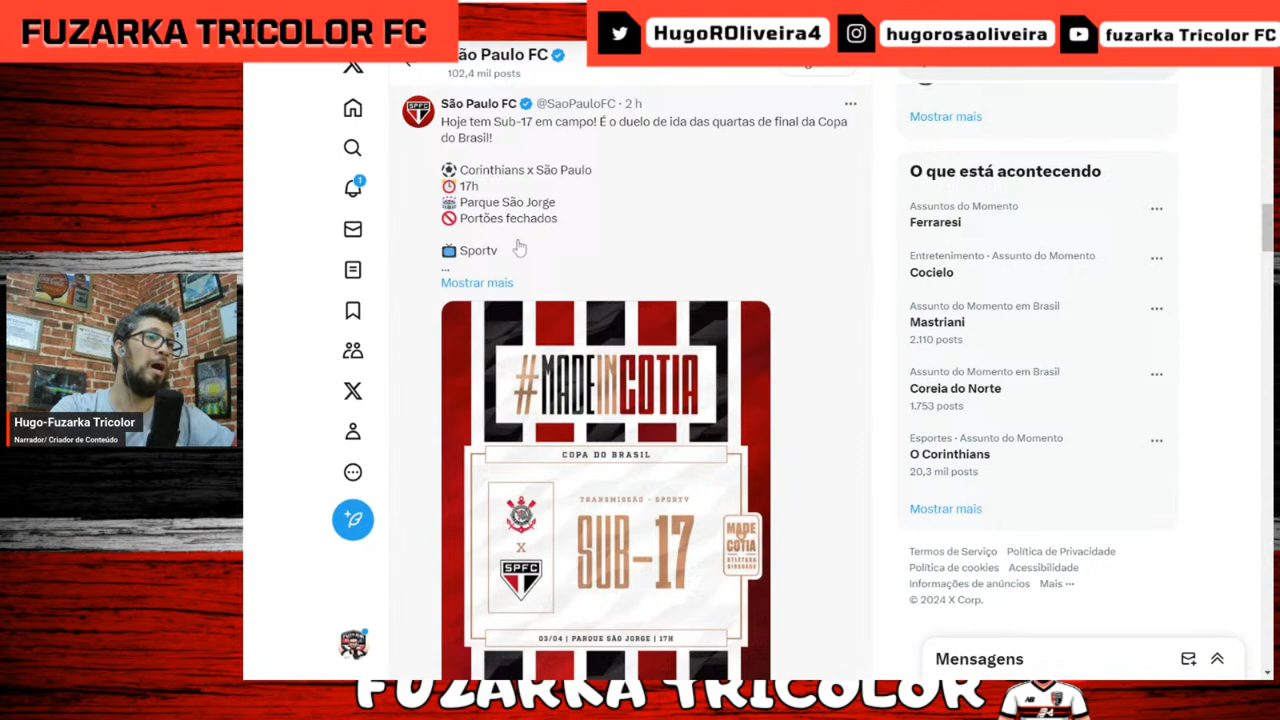 FUZARKA TRICOLOR FC
HugoROliveira4
hugorosaoliveira
fuzarka Tricolor FC
São Paulo FC
102,4 mil posts
São Paulo FC @SaoPauloFC · 2 h
Hoje tem Sub-17 em campo! É o duelo de ida das quartas de final da Copa
do Brasil!
Corinthians x São Paulo
17h
Parque São Jorge
Portões fechados
Sportv
...
Mostrar mais
#MADEINCOTIA
COPA DO BRASIL
TRANSMISSÃO - SPORTV
X
SPFC
SUB-17
MADE
COTIA
03/04 | PARQUE SÃO JORGE | 17H
Hugo-Fuzarka Tricolor
Narrador/ Criador de Conteúdo
1
Mostrar mais
O que está acontecendo
Assuntos do Momento
Ferraresi
Entretenimento · Assunto do Momento
Cocielo
Assunto do Momento em Brasil
Mastriani
2.110 posts
Assunto do Momento em Brasil
Coreia do Norte
1.753 posts
Esportes · Assunto do Momento
O Corinthians
20,3 mil posts
Mostrar mais
Termos de Serviço Política de Privacidade
Política de cookies Acessibilidade
Informações de anúncios Mais ···
© 2024 X Corp.
Mensagens
FUZARKA TRICOLOR